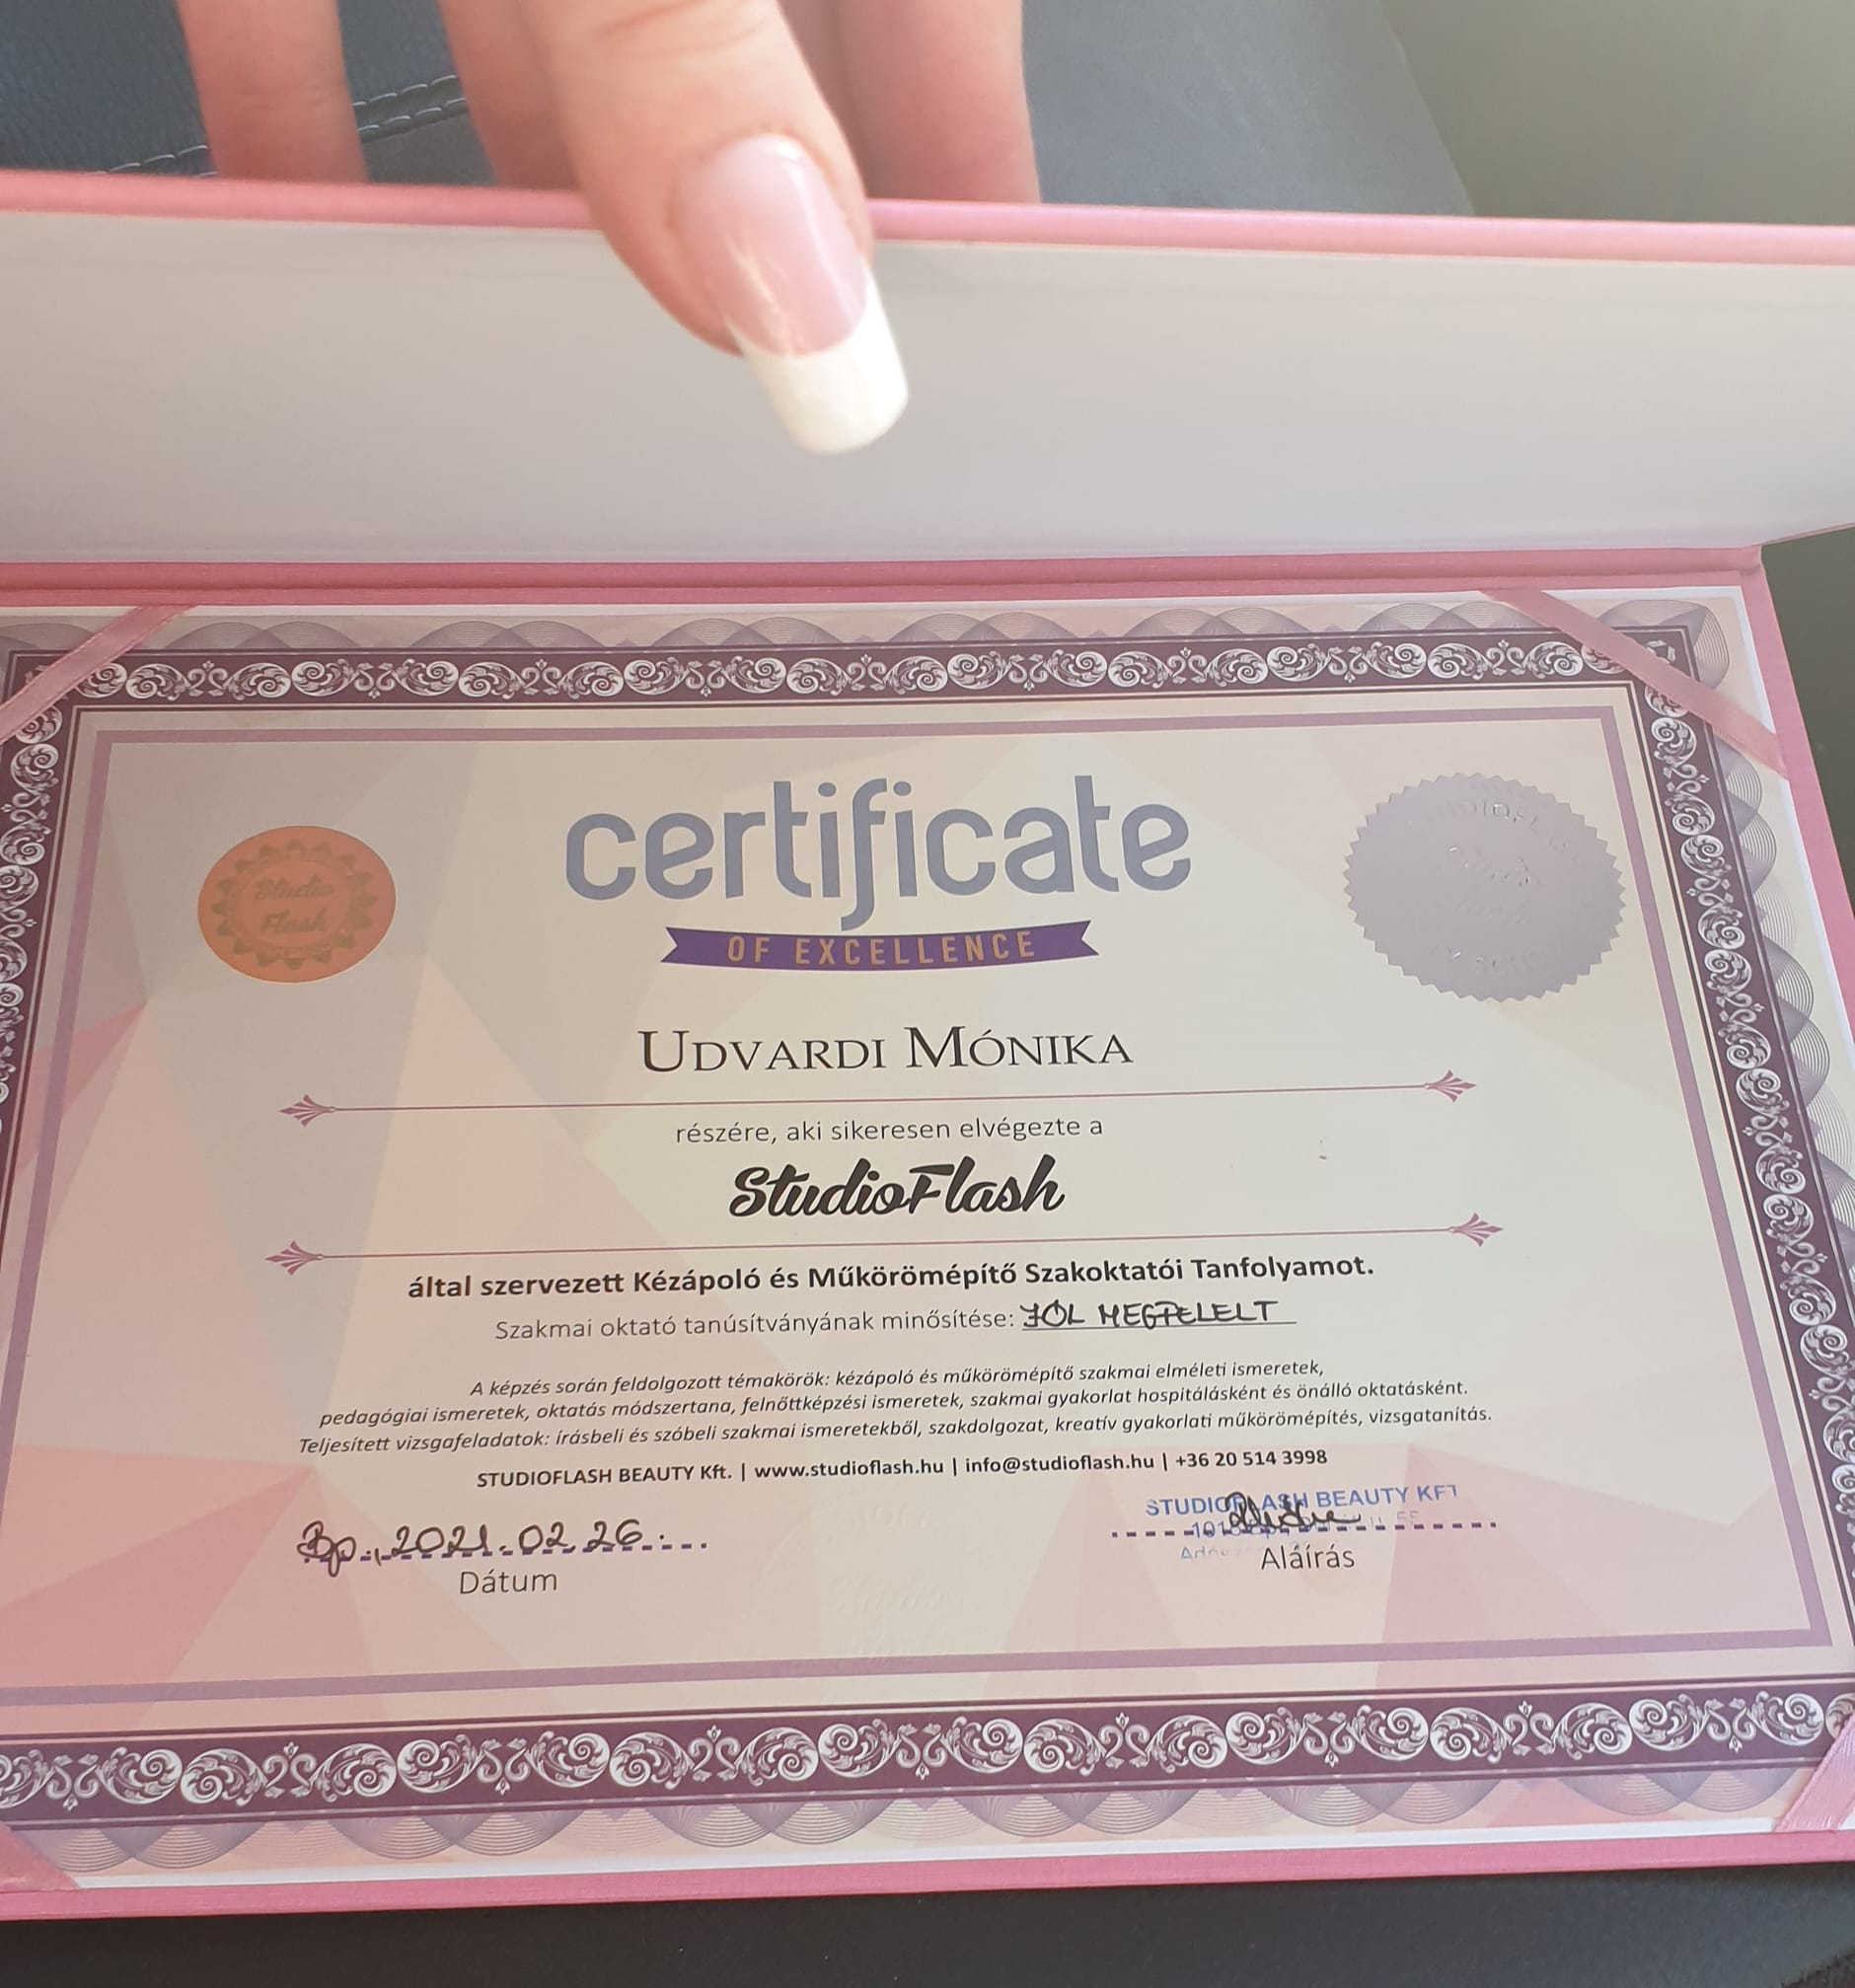 certificate
OF EXCELLENCE
Studio
Flash
UDVARDI MÓNIKA
részére, aki sikeresen elvégezte a
StudioFlash
által szervezett Kézápoló és Műkörömépítő Szakoktatói Tanfolyamot.
Szakmai oktató tanúsítványának minősítése: JÓL MEGFELELT
A képzés során feldolgozott témakörök: kézápoló és műkörömépítő szakmai elméleti ismeretek,
pedagógiai ismeretek, oktatás módszertana, felnőttképzési ismeretek, szakmai gyakorlat hospitálásként és önálló oktatásként.
Teljesített vizsgafeladatok: írásbeli és szóbeli szakmai ismeretekből, szakdolgozat, kreatív gyakorlati műkörömépítés, vizsgatanítás.
STUDIOFLASH BEAUTY Kft. | www.studioflash.hu | info@studioflash.hu | +36 20 514 3998
STUDIOFLASH BEAUTY KFT
Bp., 2021.02.26.
Dátum
Aláírás